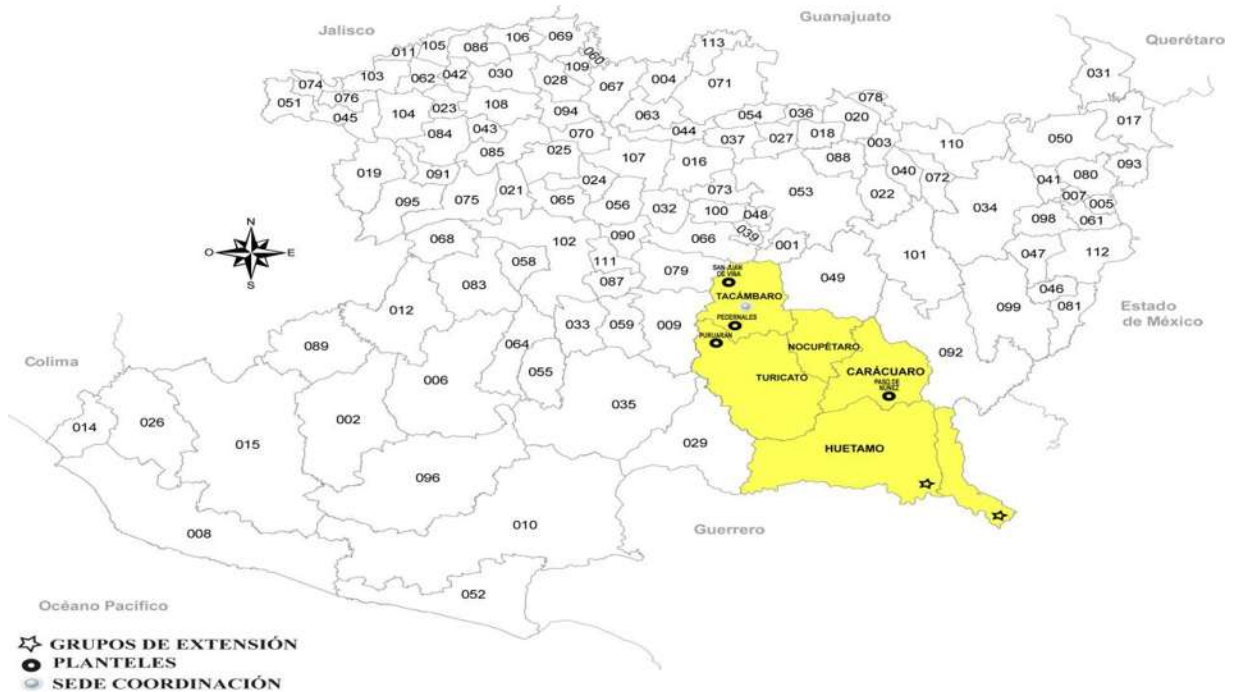 Guanajuato
Jalisco
Querétaro
106 069
105 086
011
060
113
109
103 062 042 030 028 067 004 071
031
074
051 076
045
104 023 108 094 063
078
054 036 020
017
084 043 070 044 037 027 018 003 110 050
085 025 107 016 088
019 091 024 053 040 072 041 080 093
073 007 005
095 075 021 065 056 032 100 048 022 034 098 061
039
068 102 090 066 001 101 047 112
058 111 079 049
N
O E
S
083 087
SAN JUAN
DE VIÑA
TACÁMBARO
046
099 081
Estado
de México
012
033 059 009
PEDERNALES
PURUARÁN
NOCUPÉTARO
089 064
055
092
Colima
006
TURICATO
CARÁCUARO
PASO DE
NÚÑEZ
014 026 015 002 035
029
HUETAMO
096
008 010
Guerrero
052
Océano Pacífico
GRUPOS DE EXTENSIÓN
PLANTELES
SEDE COORDINACIÓN